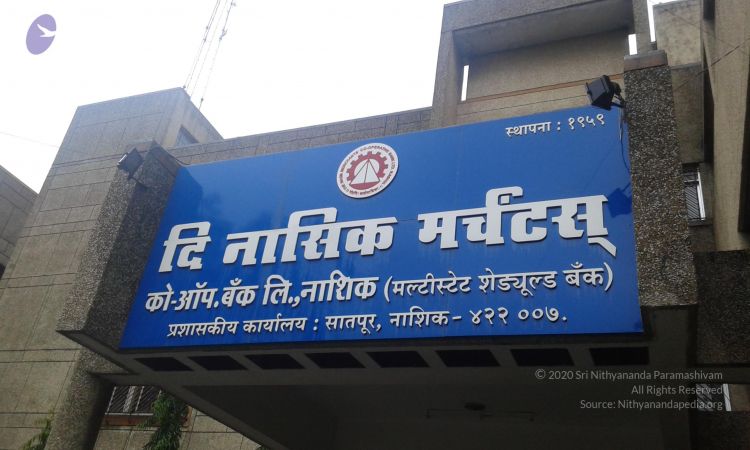 स्थापना : १९५९
दि नासिक मर्चंटस्
को-ऑप. बँक लि., नाशिक (मल्टीस्टेट शेड्यूल्ड बँक)
प्रशासकीय कार्यालय : सातपूर, नाशिक - ४२२ ००७.
© 2020 Sri Nithyananda Paramashivam
All Rights Reserved
Source: Nithyanandapedia.org